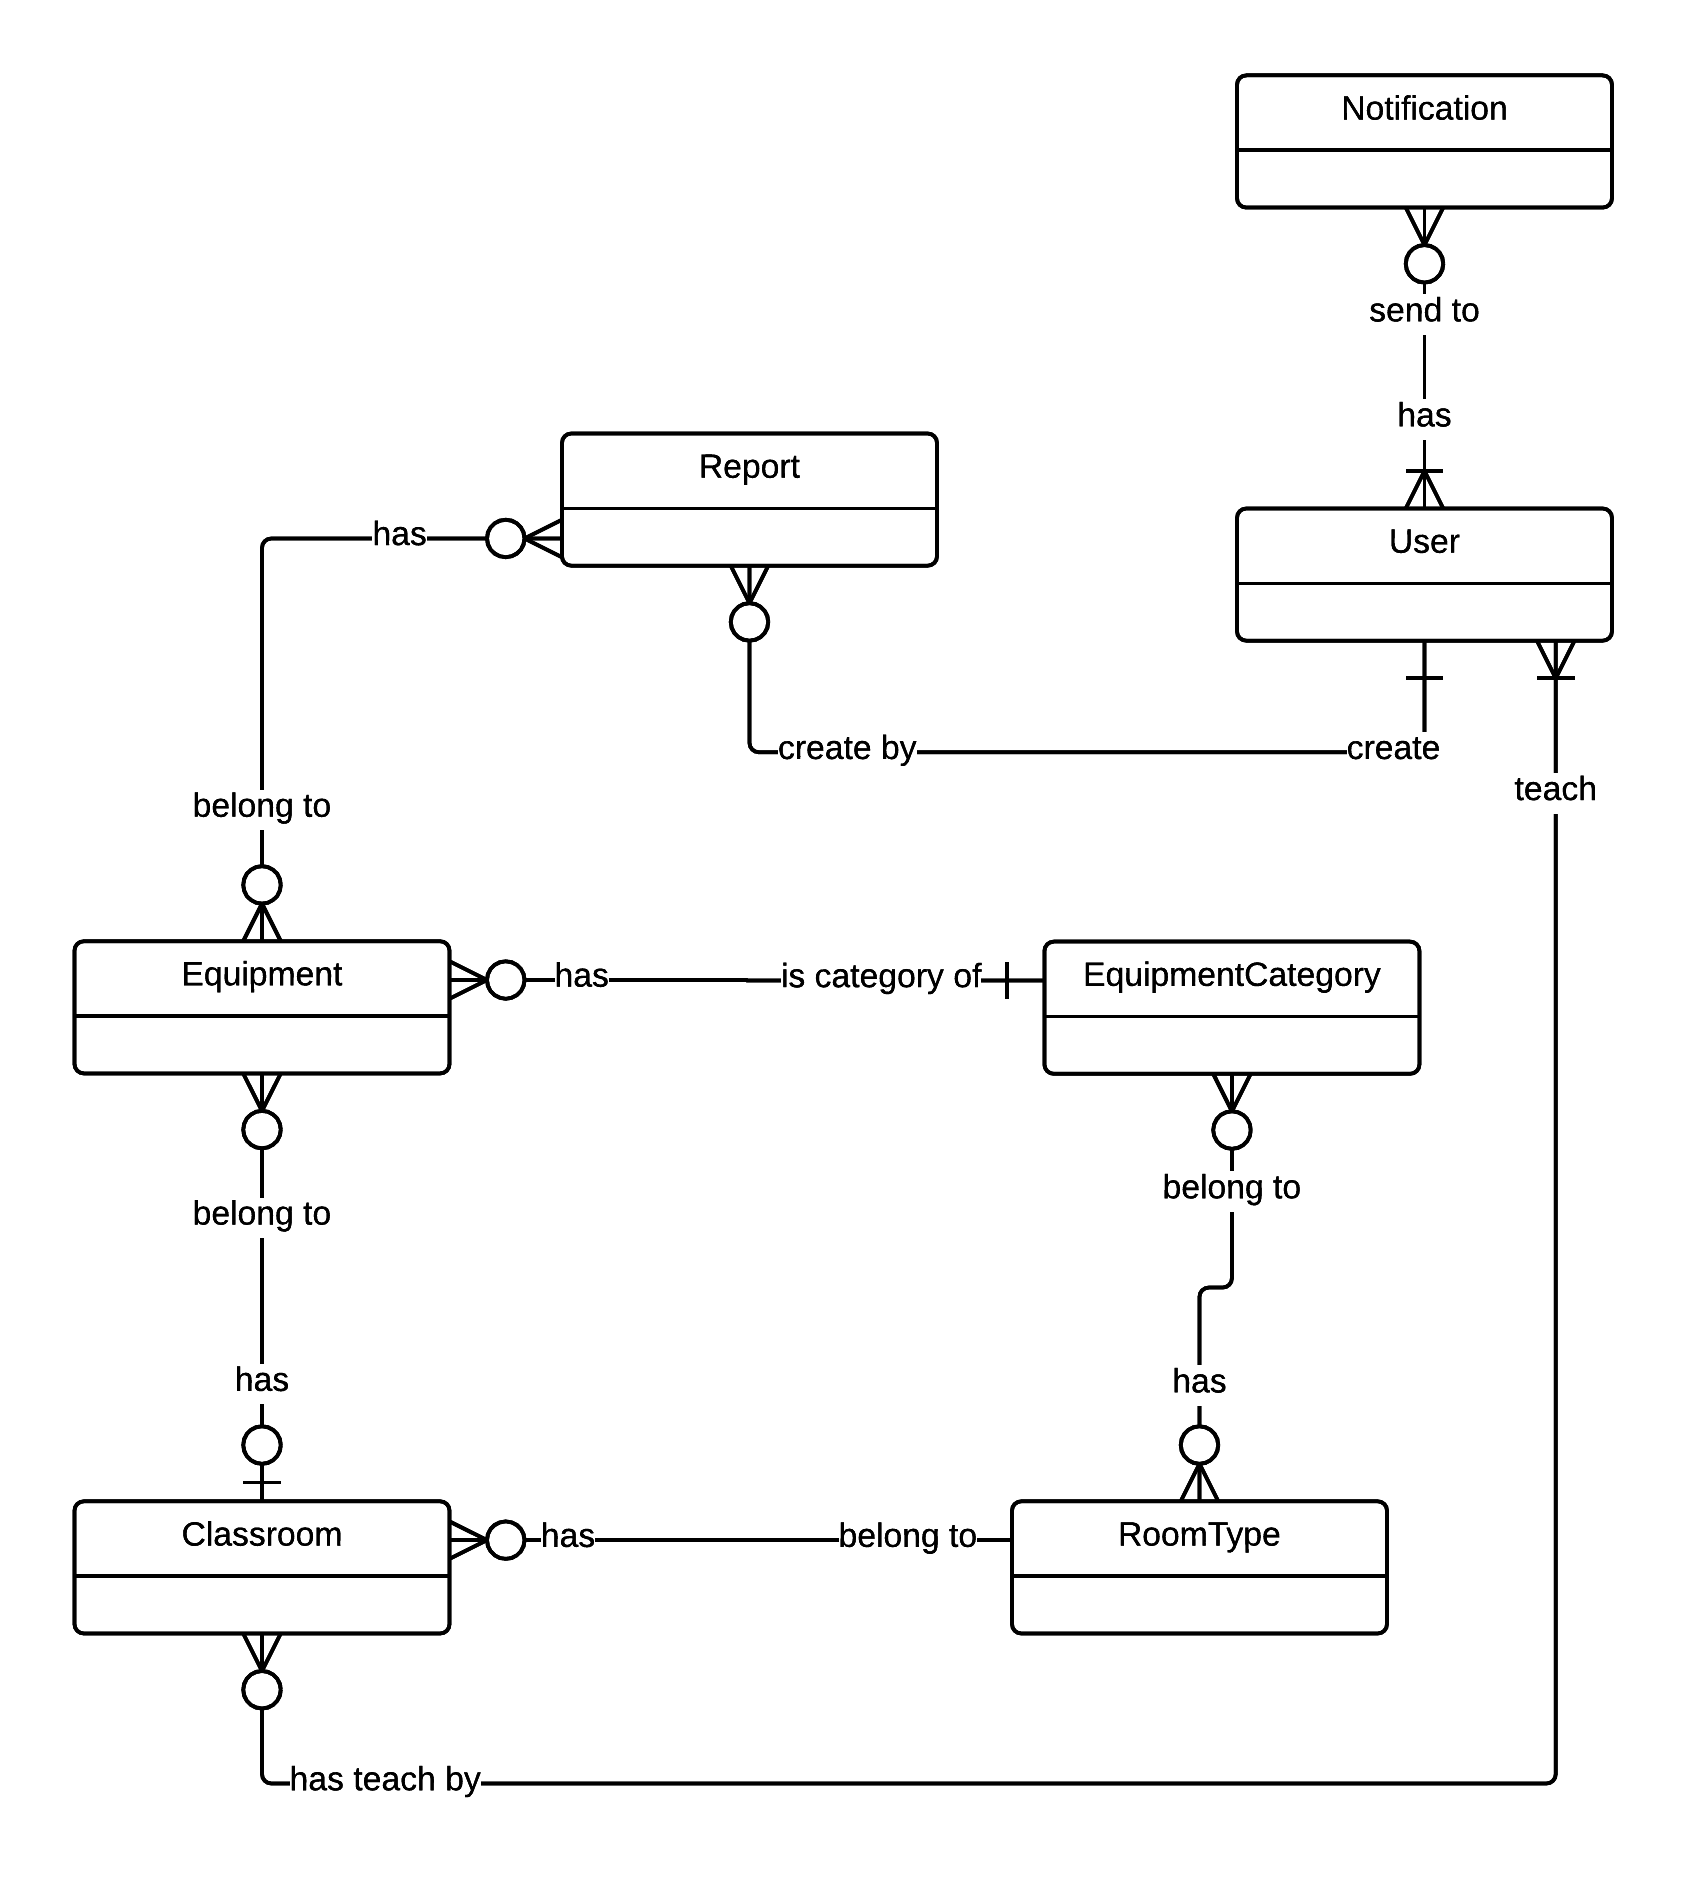 Notification
send to
has
Report
User
has
create by
create
teach
belong to
Equipment
has
is category of
EquipmentCategory
belong to
belong to
has
has
Classroom
has
belong to
RoomType
has teach by